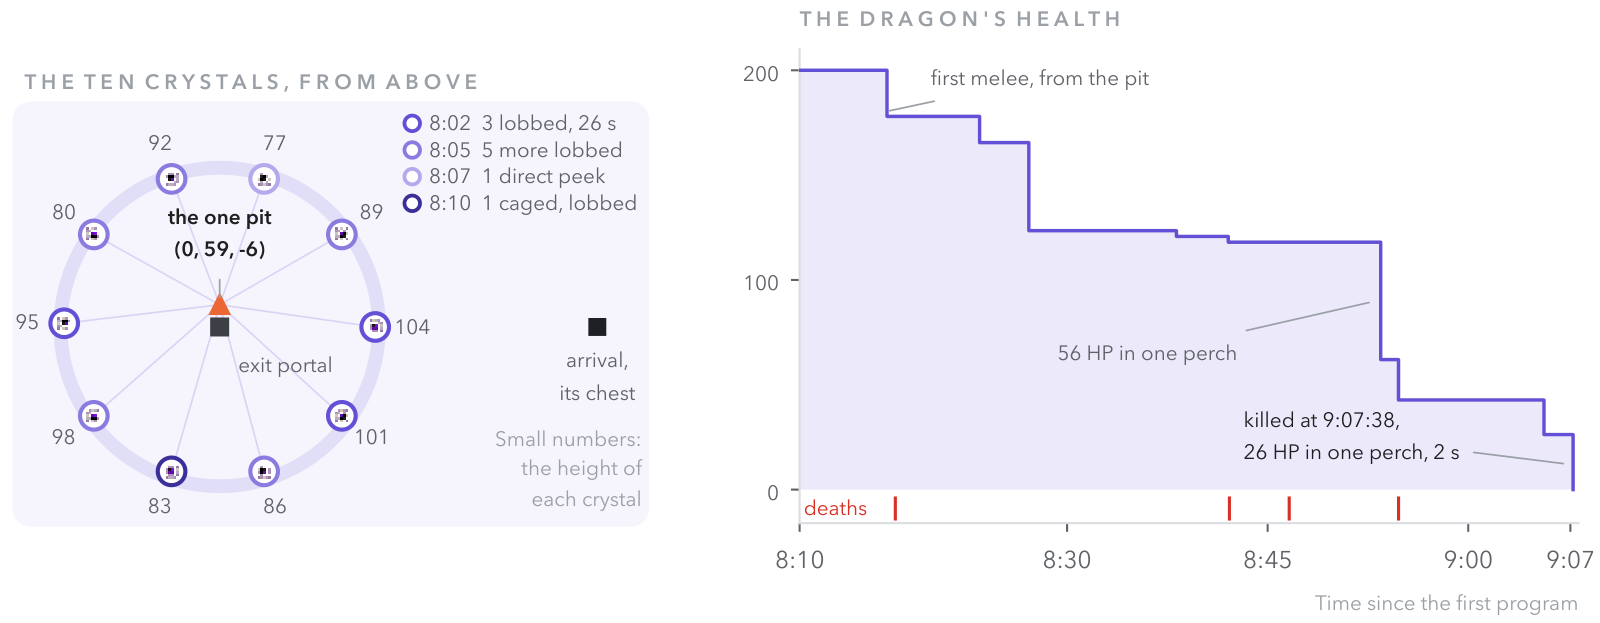 THE TEN CRYSTALS, FROM ABOVE
8:02 3 lobbed, 26 s
8:05 5 more lobbed
8:07 1 direct peek
8:10 1 caged, lobbed
92
77
80
89
the one pit
(0, 59, -6)
95
104
exit portal
arrival,
its chest
98
101
83
86
Small numbers:
the height of
each crystal
THE DRAGON'S HEALTH
200
first melee, from the pit
100
56 HP in one perch
killed at 9:07:38,
26 HP in one perch, 2 s
0
deaths
8:10
8:30
8:45
9:00
9:07
Time since the first program